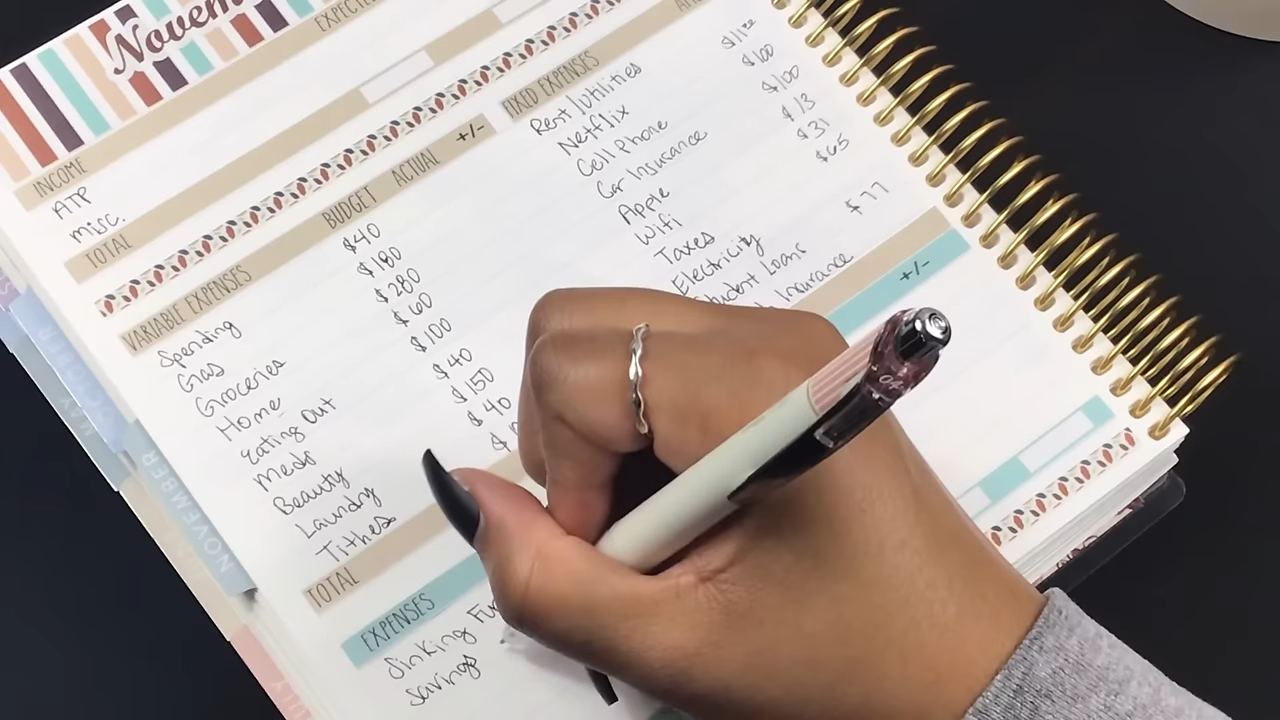 Novem
EXPECTED
INCOME
ATP
misc.
TOTAL
VARIABLE EXPENSES BUDGET ACTUAL +/-
Spending $40
Gas $180
Groceries $280
Home $60
Eating Out $100
Meds $40
Beauty $150
Laundry $40
Tithes $
TOTAL
FIXED EXPENSES
Rent/Utilities
Netflix $11
Cell Phone $100
Car Insurance $100
Apple $13
Wifi $31
Taxes $65
Electricity
Student Loans $77
Insurance
+/-
EXPENSES
Sinking Fu
Savings
NOVEMBER